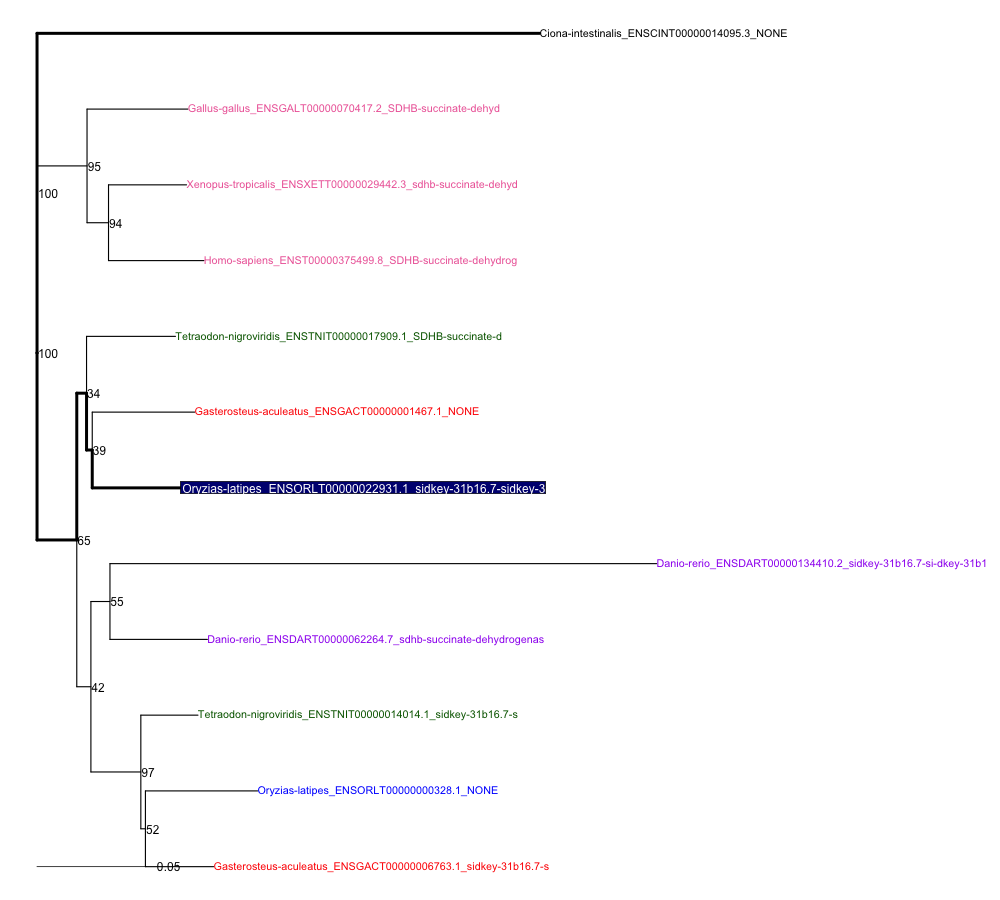 Ciona-intestinalis_ENSCINT00000014095.3_NONE
Gallus-gallus_ENSGALT00000070417.2_SDHB-succinate-dehyd
95
Xenopus-tropicalis_ENSXETT00000029442.3_sdhb-succinate-dehyd
100
94
Homo-sapiens_ENST00000375499.8_SDHB-succinate-dehydrog
Tetraodon-nigroviridis_ENSTNIT00000017909.1_SDHB-succinate-d
100
34
Gasterosteus-aculeatus_ENSGACT00000001467.1_NONE
39
Oryzias-latipes_ENSORLT00000022931.1_sidkey-31b16.7-sidkey-3
65
Danio-rerio_ENSDART00000134410.2_sidkey-31b16.7-si-dkey-31b1
55
Danio-rerio_ENSDART00000062264.7_sdhb-succinate-dehydrogenas
42
Tetraodon-nigroviridis_ENSTNIT00000014014.1_sidkey-31b16.7-s
97
Oryzias-latipes_ENSORLT00000000328.1_NONE
52
0.05
Gasterosteus-aculeatus_ENSGACT00000006763.1_sidkey-31b16.7-s